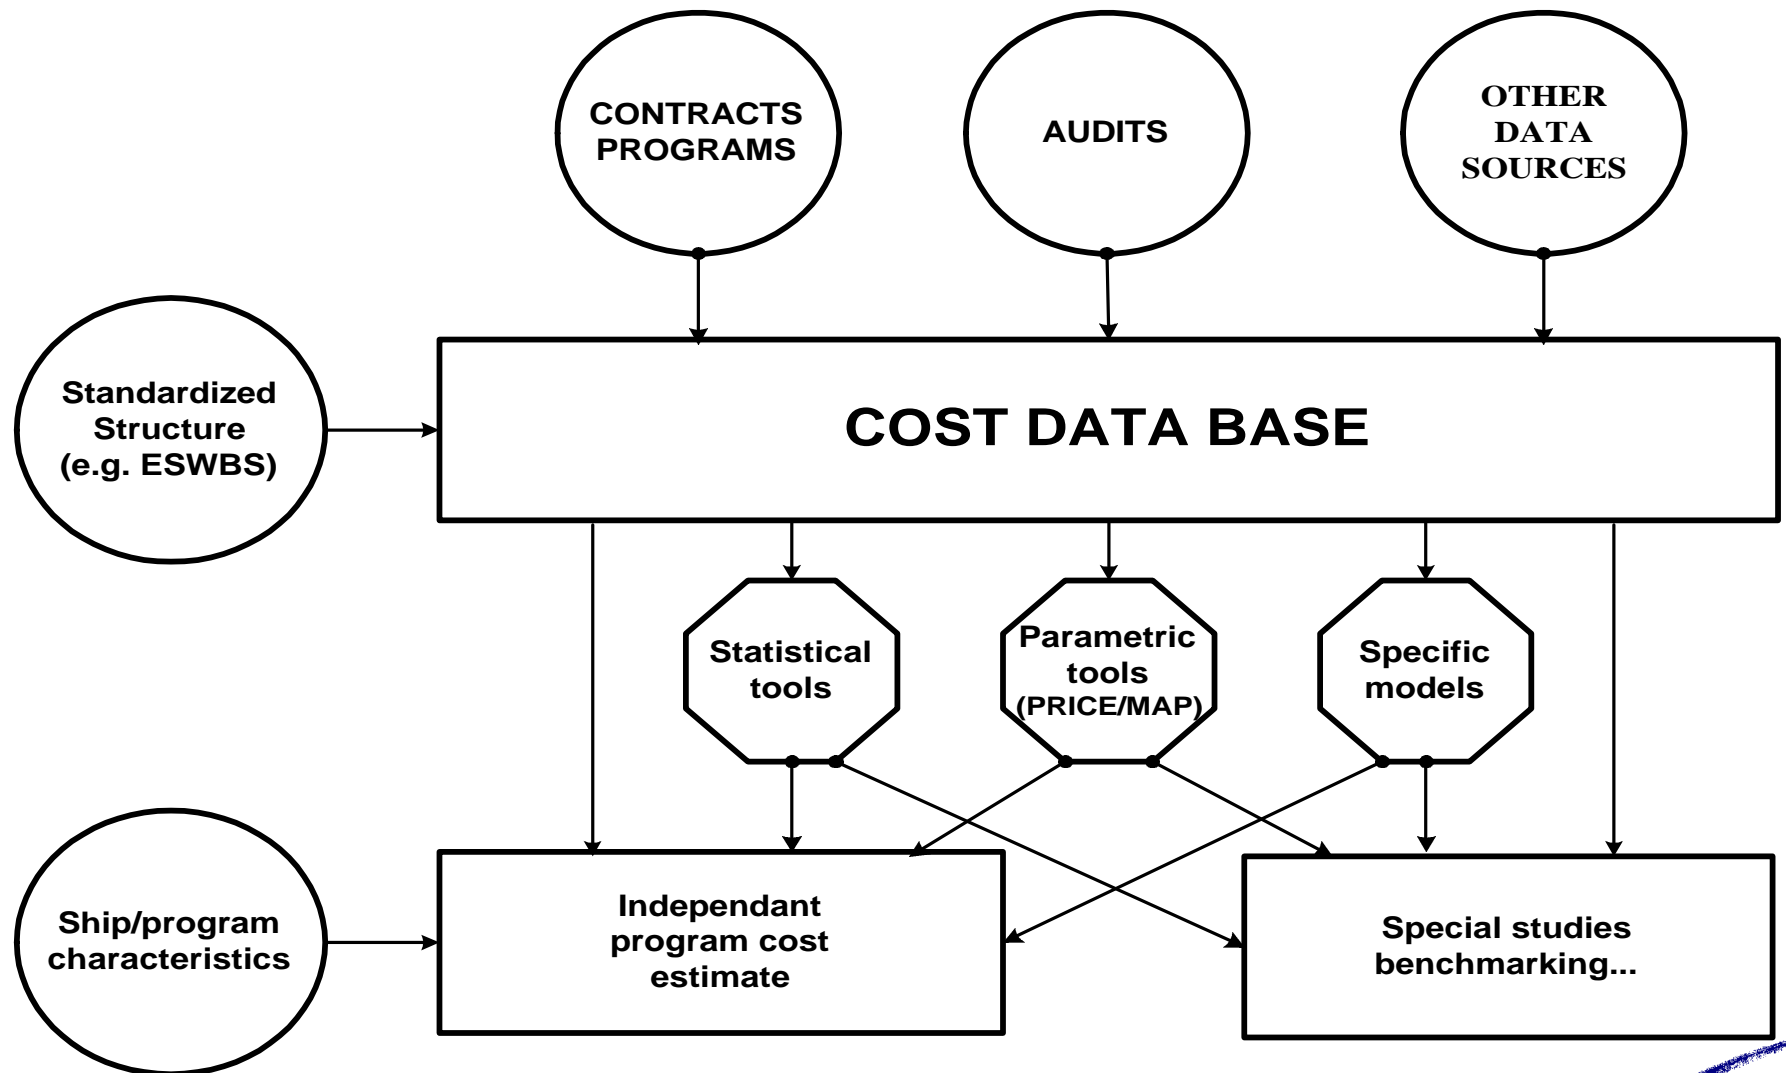 CONTRACTS
PROGRAMS
AUDITS
OTHER
DATA
SOURCES
Standardized
Structure
(e.g. ESWBS)
COST DATA BASE
Statistical
tools
Parametric
tools
(PRICE/MAP)
Specific
models
Ship/program
characteristics
Independant
program cost
estimate
Special studies
benchmarking...